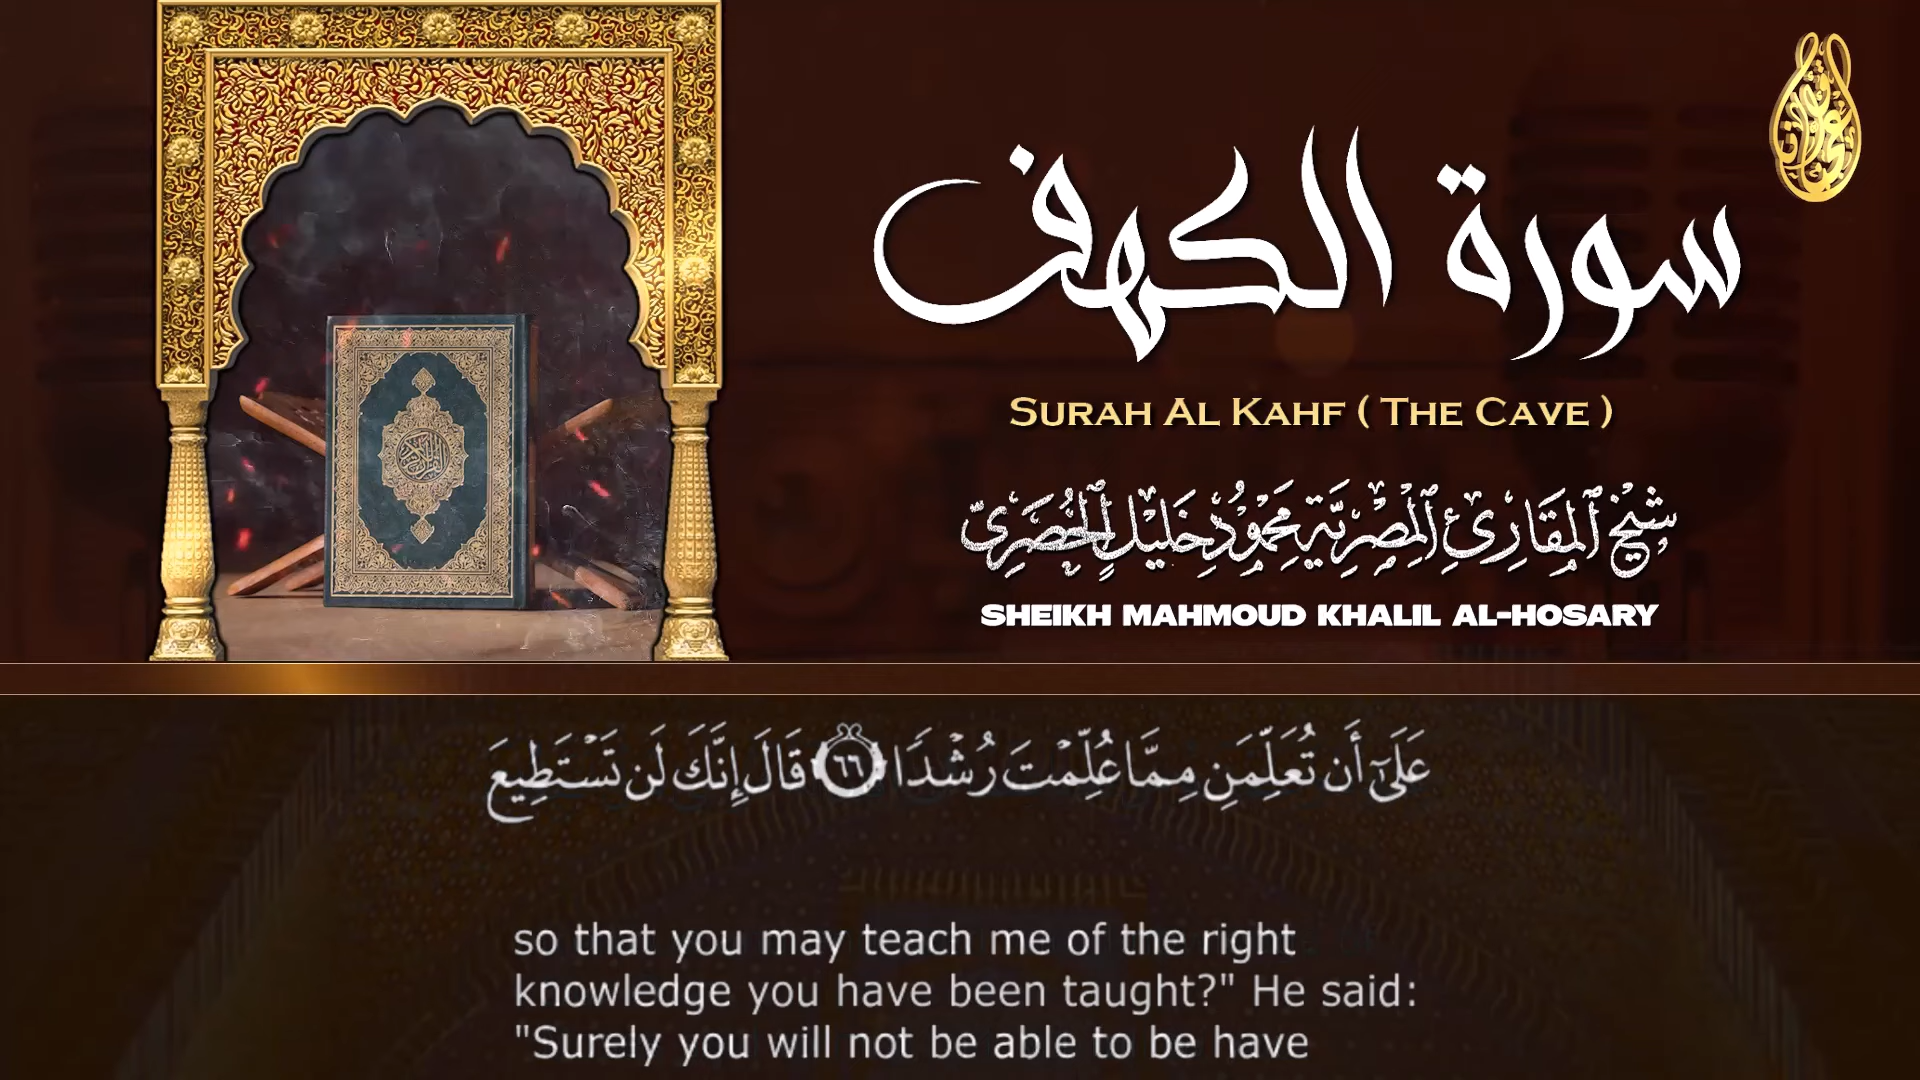 سورة الكهف
SURAH AL KAHF ( THE CAVE )
شيخ المقارئ المصرية محمود خليل الحصري
SHEIKH MAHMOUD KHALIL AL-HOSARY
عَلَىٰٓ أَن تُعَلِّمَنِ مِمَّا عُلِّمْتَ رُشْدًا ٦٦ قَالَ إِنَّكَ لَن تَسْتَطِيعَ
so that you may teach me of the right
knowledge you have been taught?" He said:
"Surely you will not be able to be have